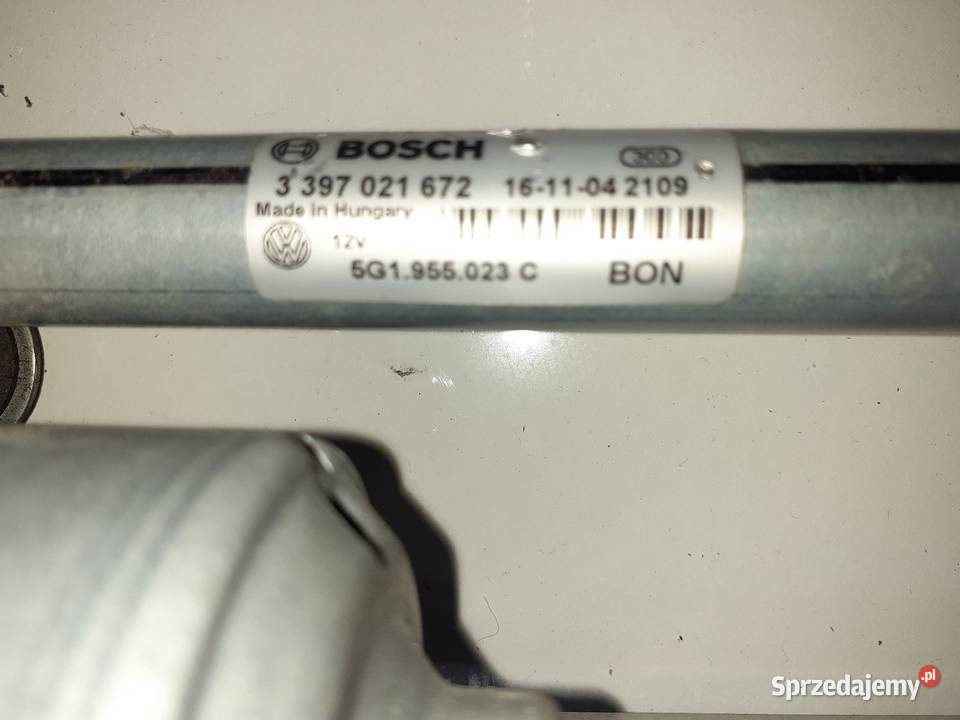 BOSCH
3 397 021 672 16-11-04 2109
Made in Hungary
12V
5G1.955.023 C BON
Sprzedajemy.pl